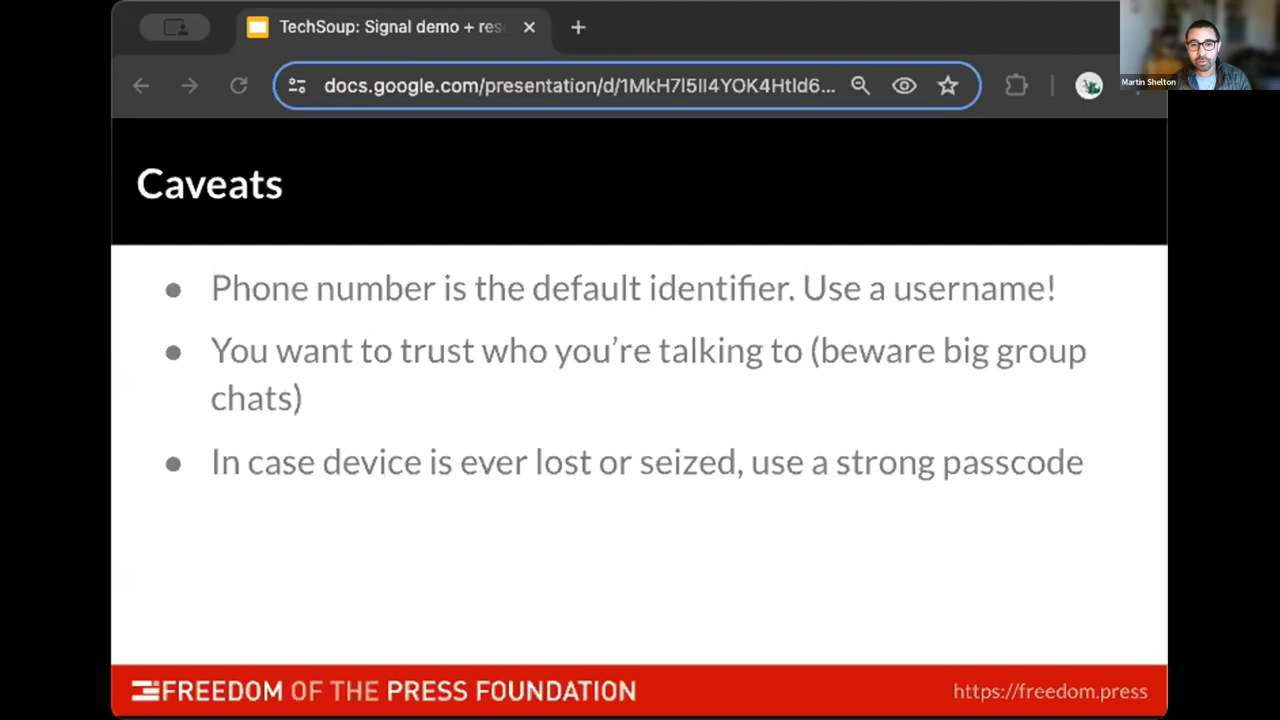 TechSoup: Signal demo + res
docs.google.com/presentation/d/1MkH7l5Il4YOK4Htld6...
Martin Shelton
Caveats
● Phone number is the default identifier. Use a username!
● You want to trust who you're talking to (beware big group
chats)
● In case device is ever lost or seized, use a strong passcode
FREEDOM OF THE PRESS FOUNDATION
https://freedom.press